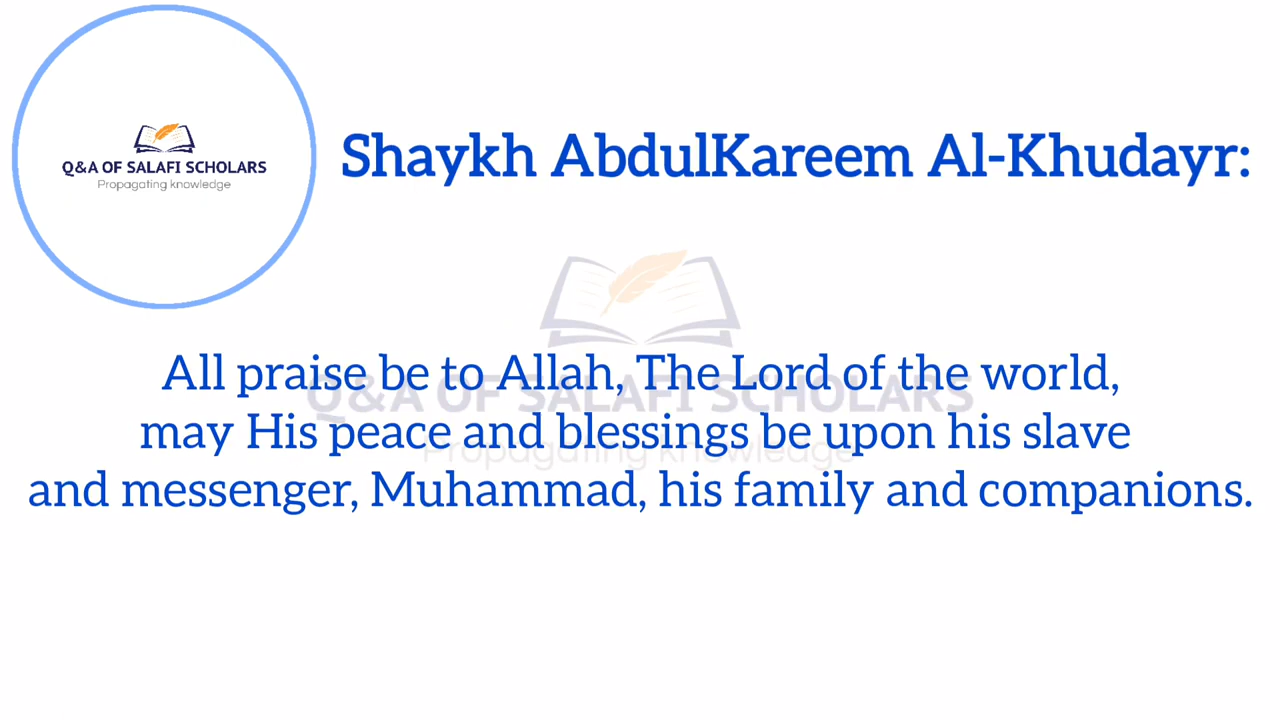 Q&A OF SALAFI SCHOLARS
Propagating knowledge
Shaykh AbdulKareem Al-Khudayr:
All praise be to Allah, The Lord of the world,
Q&A OF SALAFI SCHOLARS
may His peace and blessings be upon his slave
Propagating knowledge
and messenger, Muhammad, his family and companions.